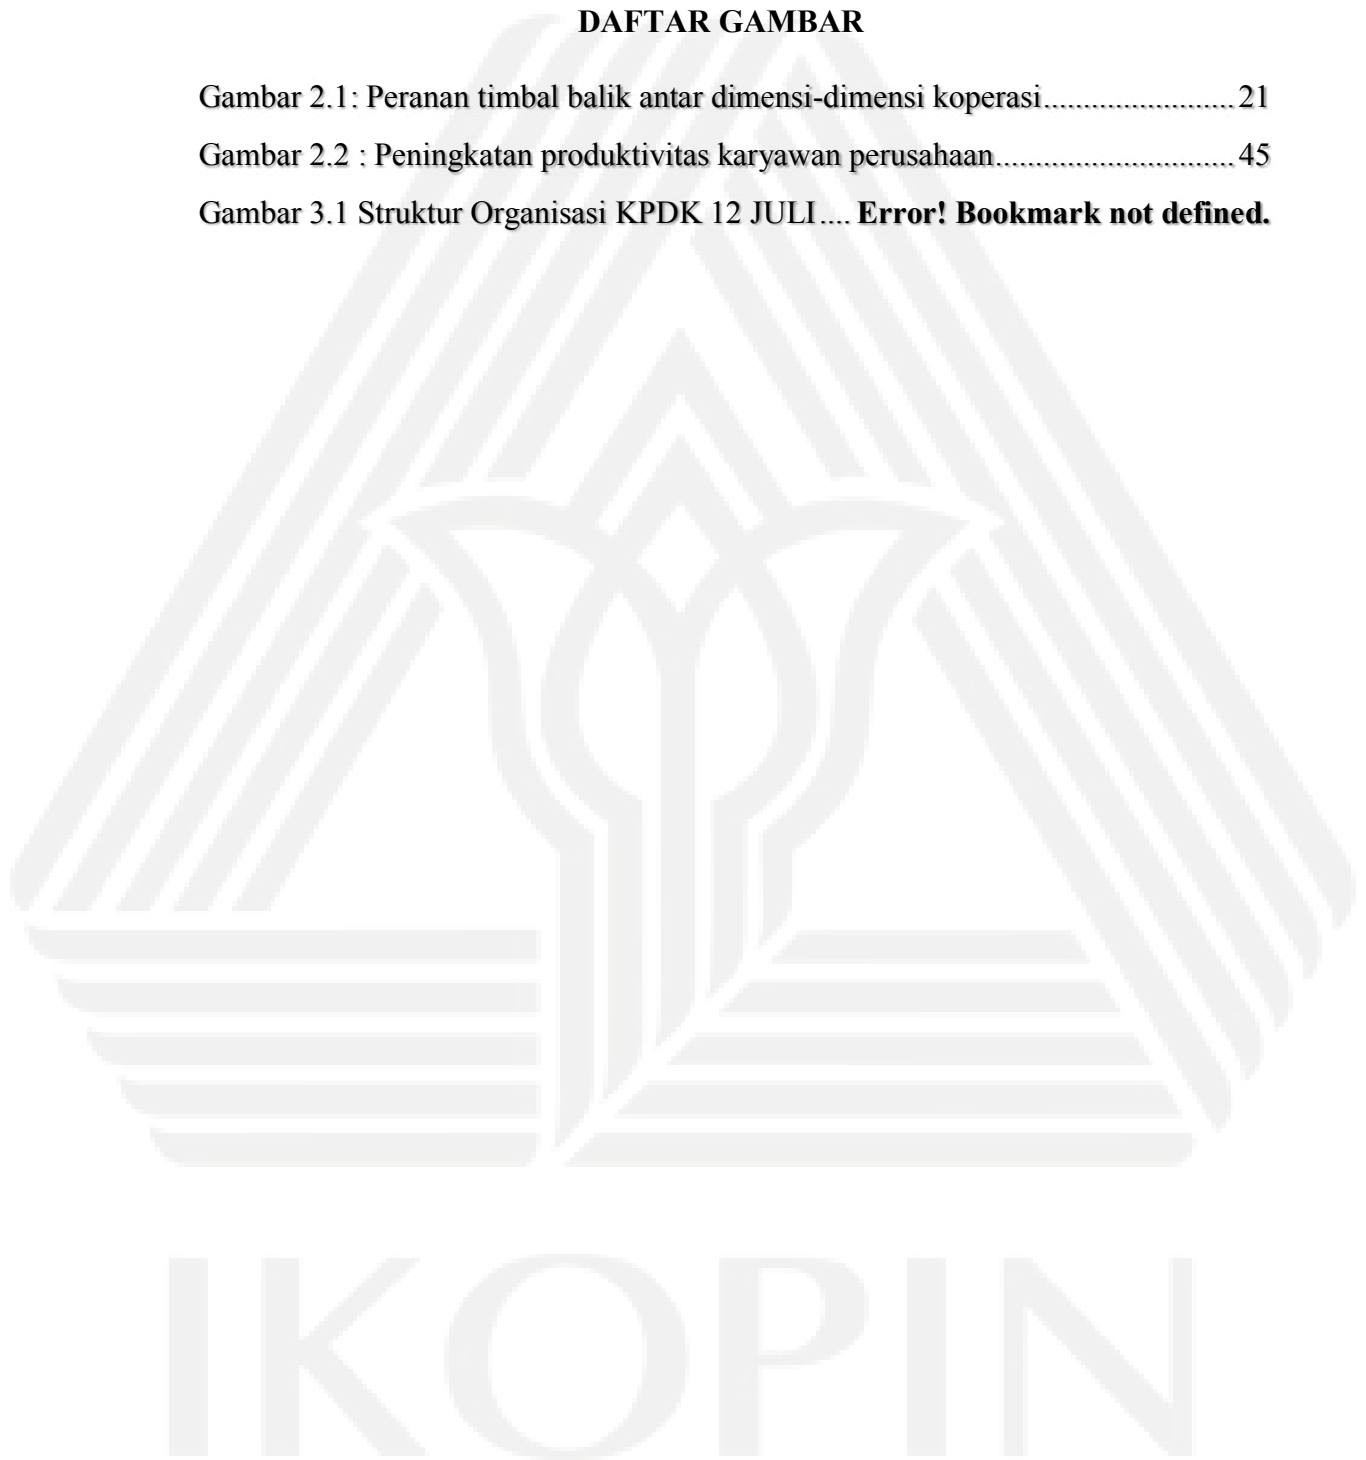 DAFTAR GAMBAR
Gambar 2.1: Peranan timbal balik antar dimensi-dimensi koperasi........................ 21
Gambar 2.2 : Peningkatan produktivitas karyawan perusahaan.............................. 45
Gambar 3.1 Struktur Organisasi KPDK 12 JULI.... Error! Bookmark not defined.
IKOPIN